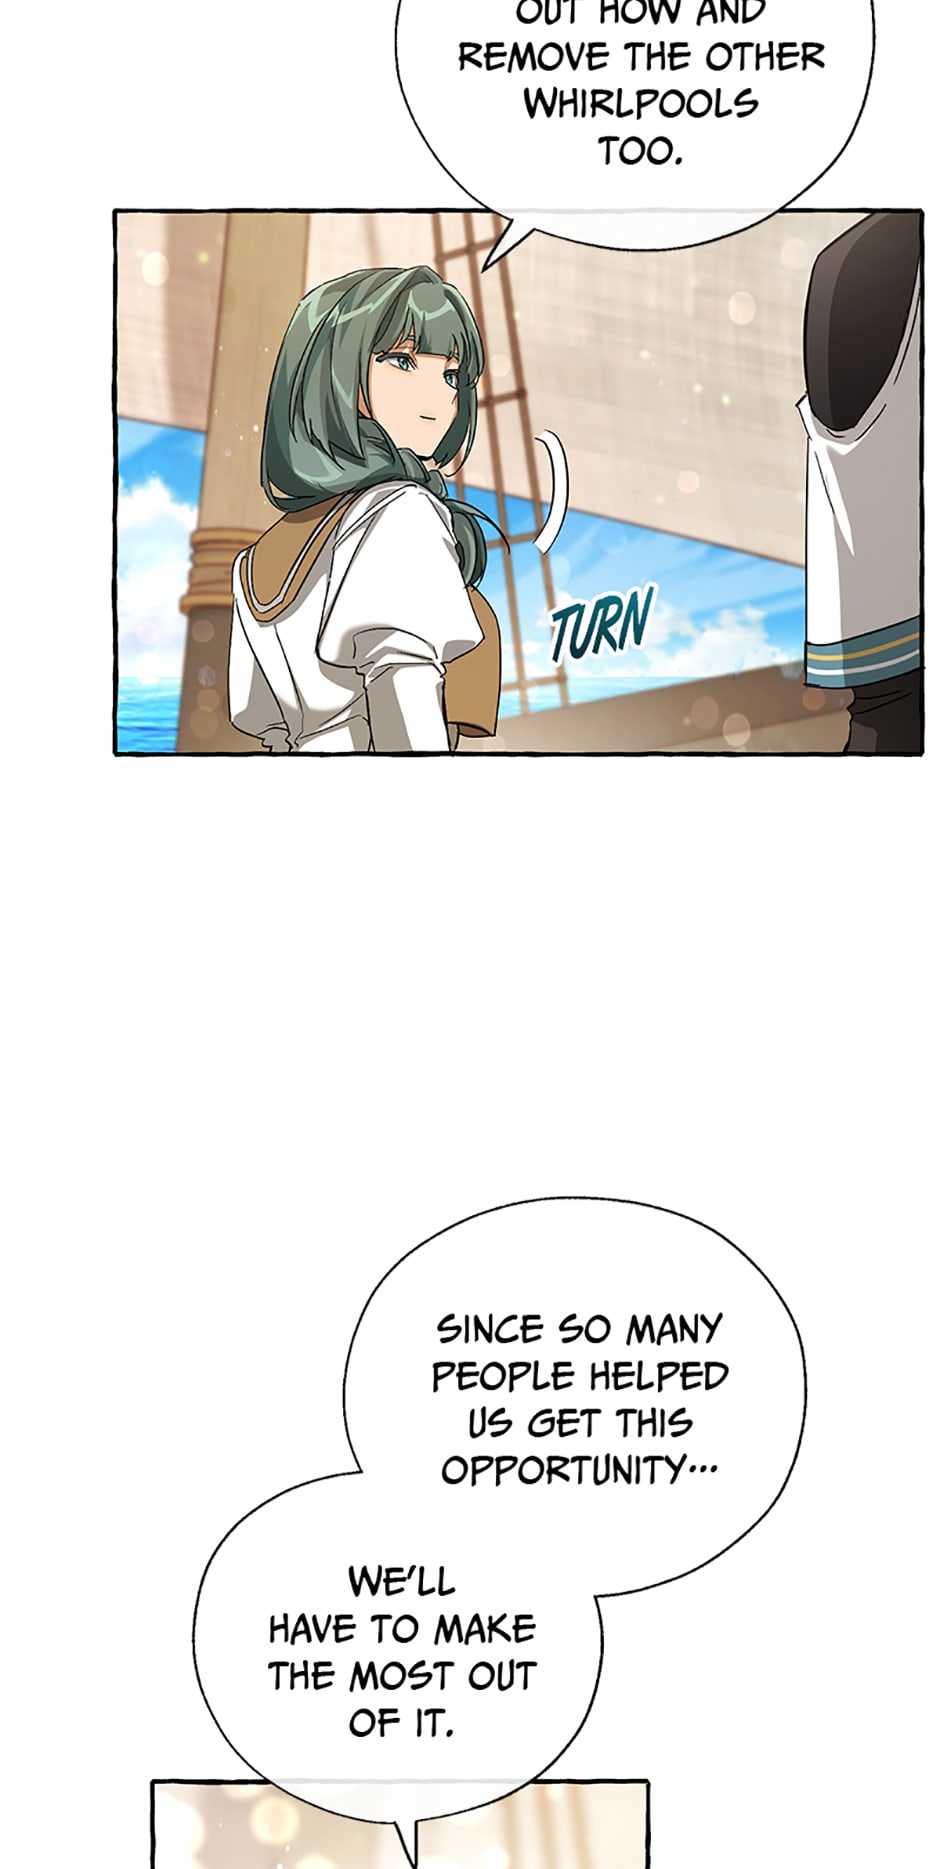 OUT HOW AND
REMOVE THE OTHER
WHIRLPOOLS
TOO.
TURN
SINCE SO MANY
PEOPLE HELPED
US GET THIS
OPPORTUNITY...
WE'LL
HAVE TO MAKE
THE MOST OUT
OF IT.